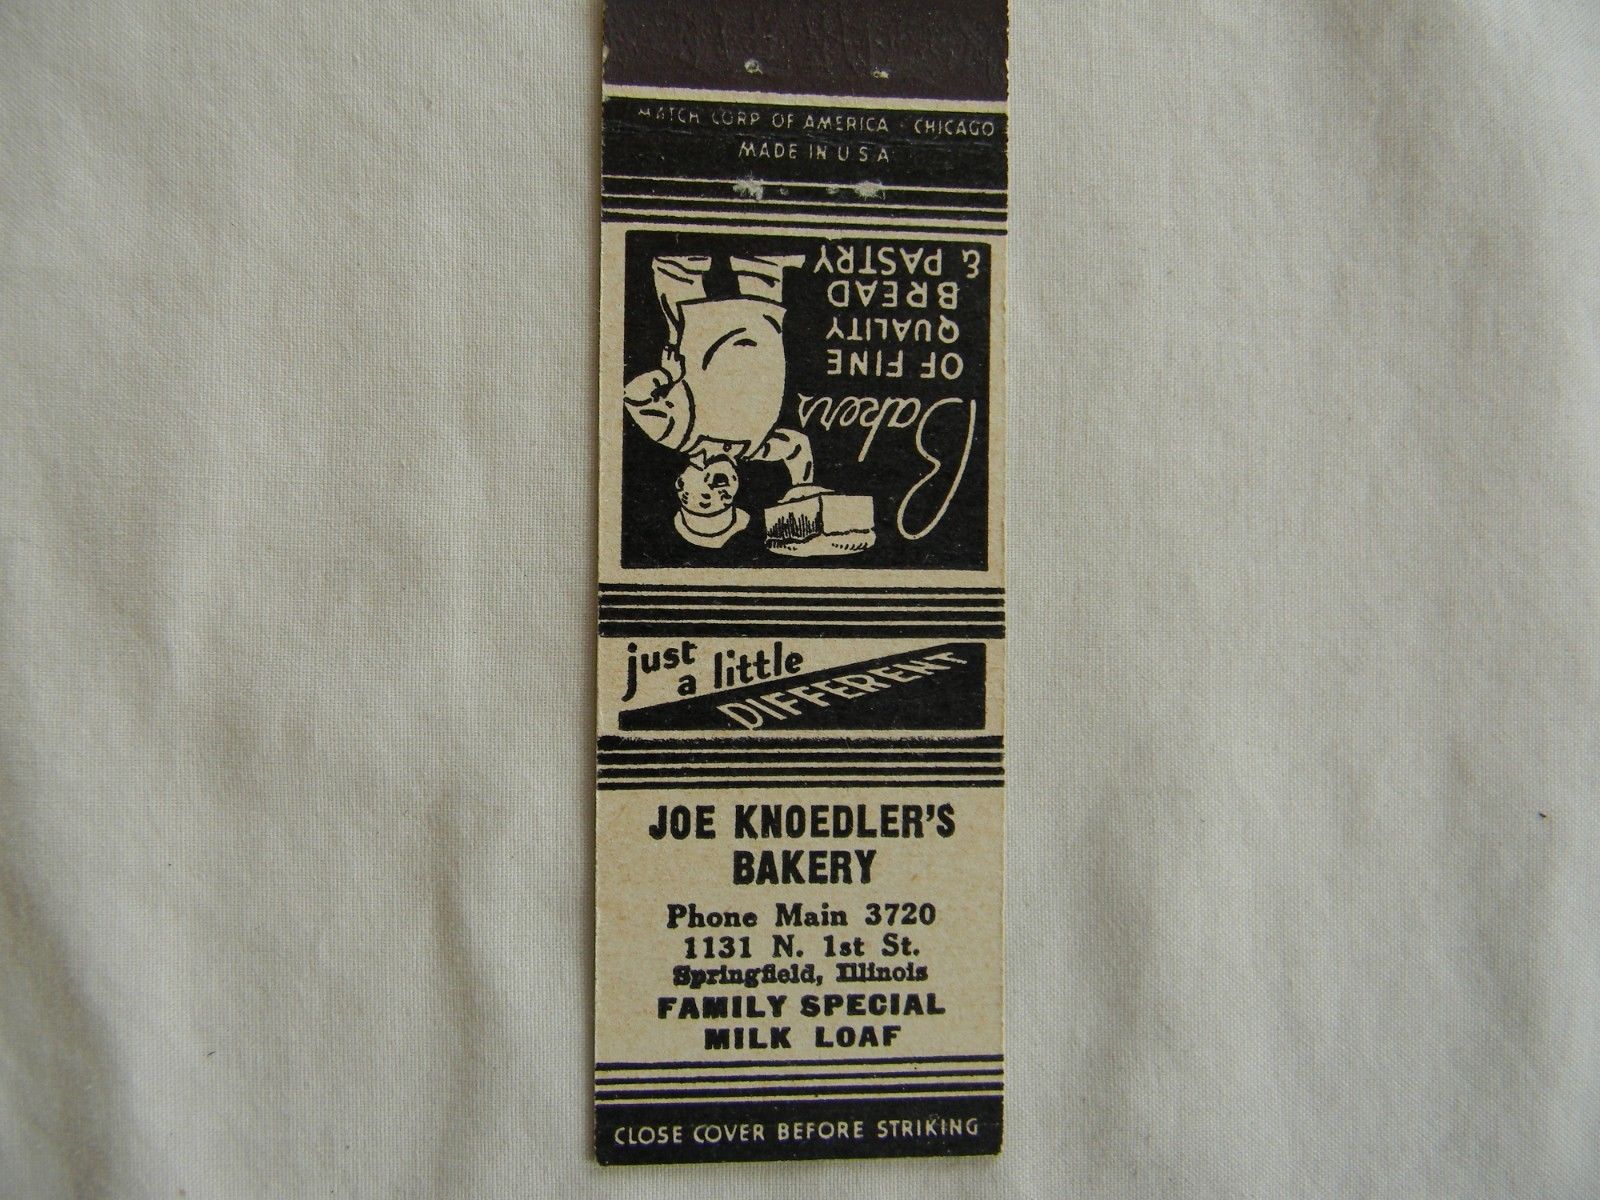 MATCH CORP OF AMERICA - CHICAGO
MADE IN U S A
Bakers
OF FINE
QUALITY
BREAD
& PASTRY
just
a little
DIFFERENT
JOE KNOEDLER'S
BAKERY
Phone Main 3720
1131 N. 1st St.
Springfield, Illinois
FAMILY SPECIAL
MILK LOAF
CLOSE COVER BEFORE STRIKING